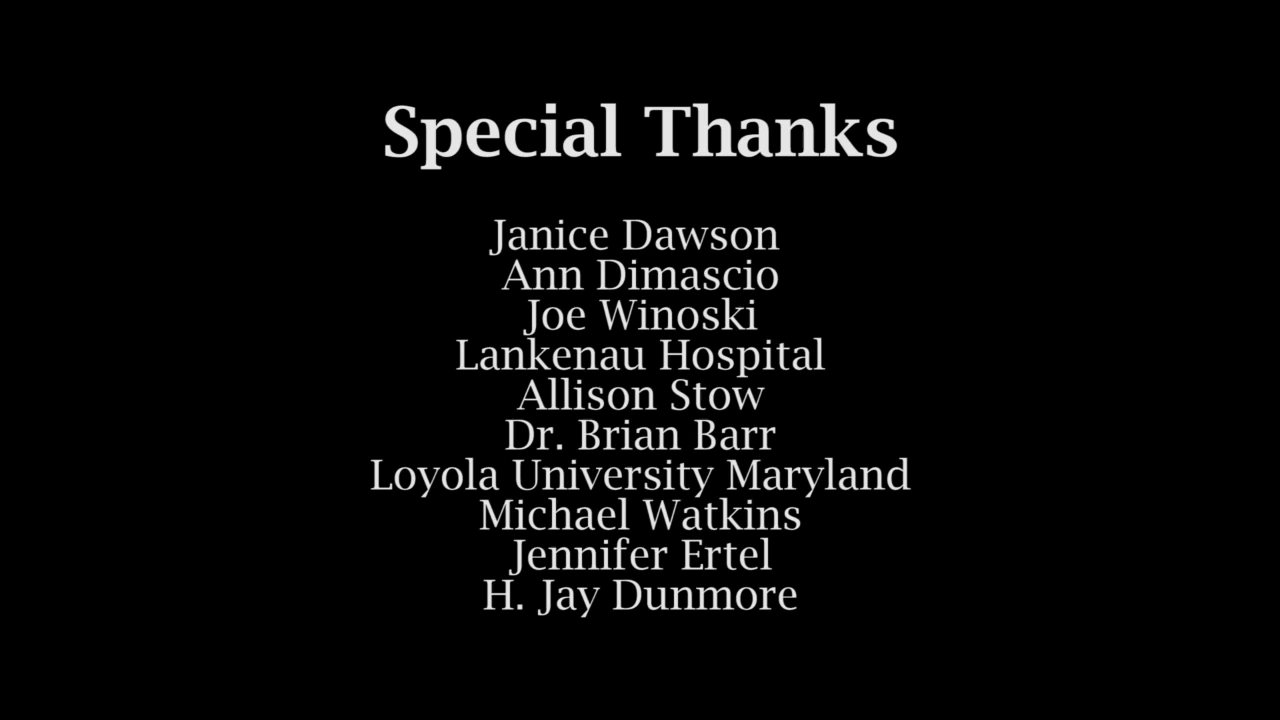 Special Thanks
Janice Dawson
Ann Dimascio
Joe Winoski
Lankenau Hospital
Allison Stow
Dr. Brian Barr
Loyola University Maryland
Michael Watkins
Jennifer Ertel
H. Jay Dunmore